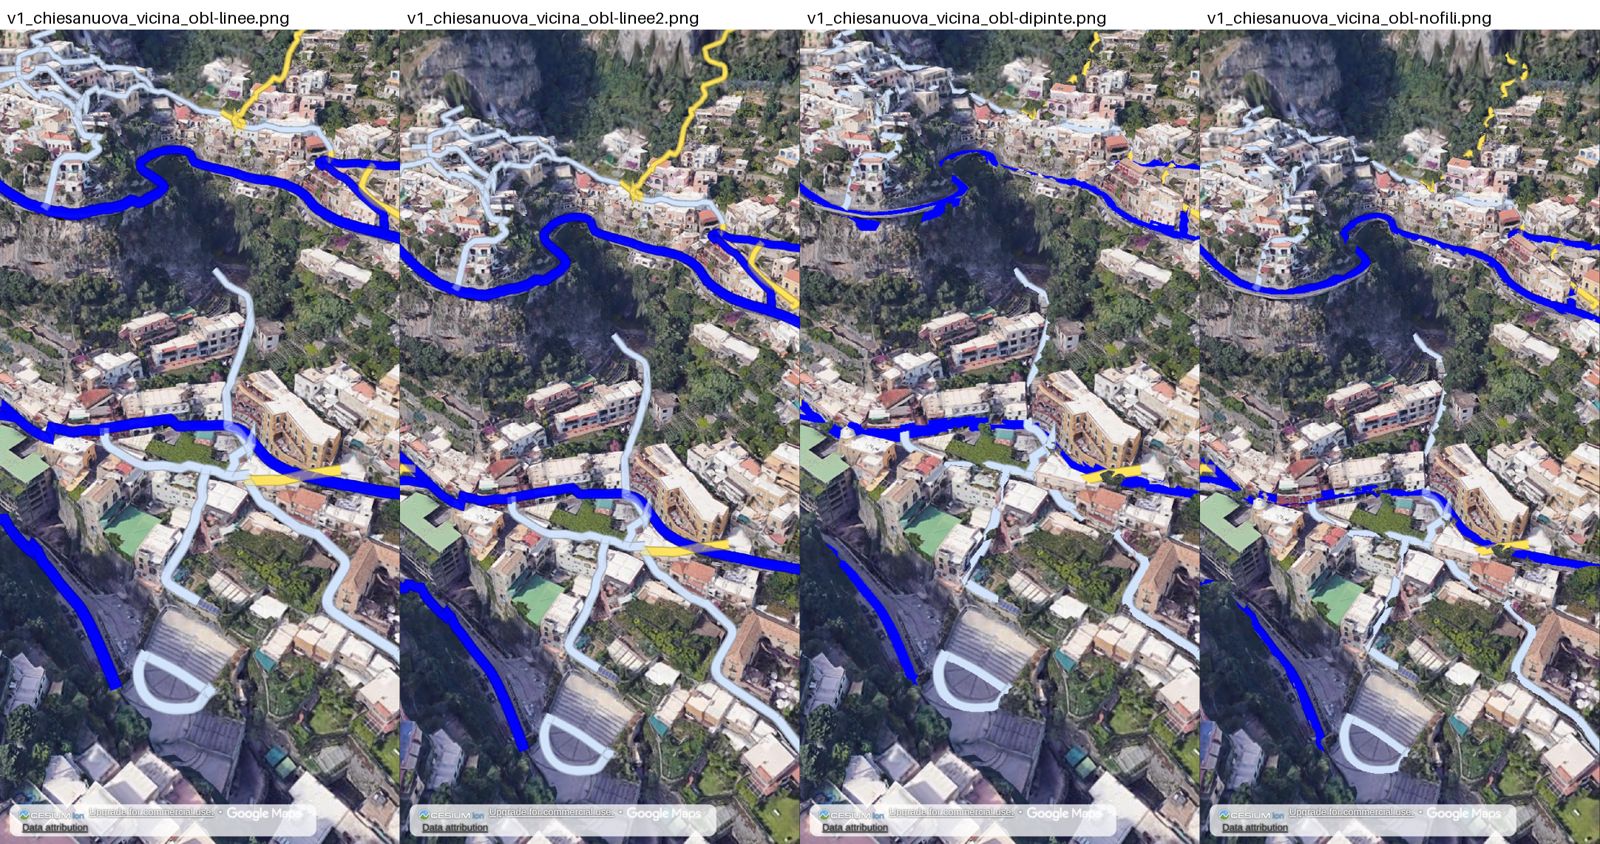 v1_chiesanuova_vicina_obl-linee.png
v1_chiesanuova_vicina_obl-linee2.png
v1_chiesanuova_vicina_obl-dipinte.png
v1_chiesanuova_vicina_obl-nofili.png
CESIUM ion Upgrade for commercial use. • Google Maps
Data attribution
CESIUM ion Upgrade for commercial use. • Google Maps
Data attribution
CESIUM ion Upgrade for commercial use. • Google Maps
Data attribution
CESIUM ion Upgrade for commercial use. • Google Maps
Data attribution